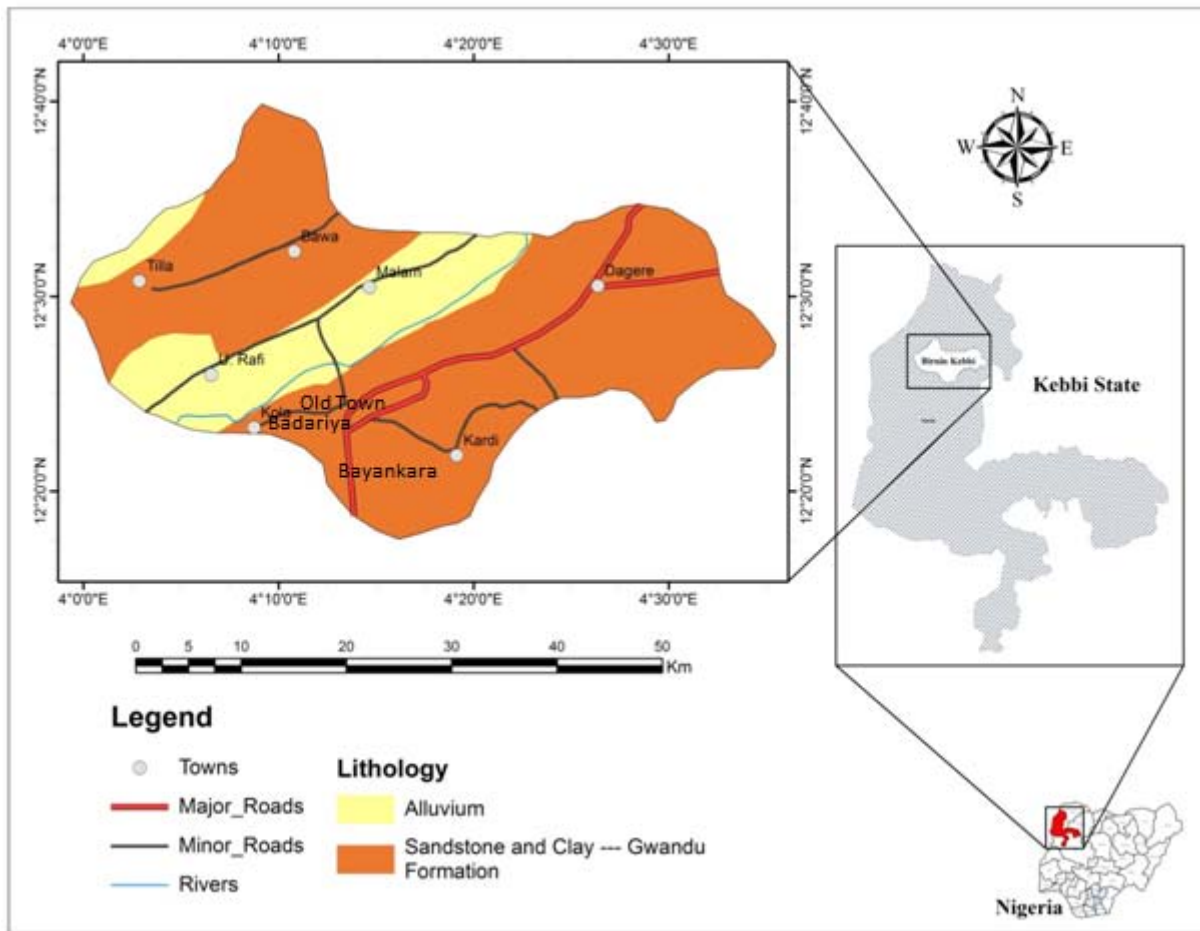 4°0'0"E 4°10'0"E 4°20'0"E 4°30'0"E
12°40'0"N 12°40'0"N
12°30'0"N 12°30'0"N
12°20'0"N 12°20'0"N
Bawa
Tilla
Malam
Dagere
U. Rafi
Kola
Old Town
Badariya
Kardi
Bayankara
4°0'0"E 4°10'0"E 4°20'0"E 4°30'0"E
N
W E
S
Birnin Kebbi
Kebbi State
0 5 10 20 30 40 50
Km
Legend
Towns
Major_Roads
Minor_Roads
Rivers
Lithology
Alluvium
Sandstone and Clay --- Gwandu
Formation
Nigeria